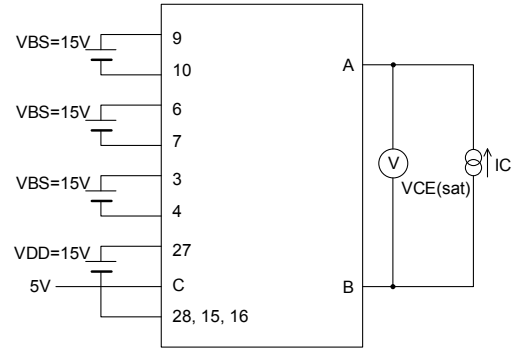 VBS=15V
9
10
A
VBS=15V
6
7
V
IC
VCE(sat)
VBS=15V
3
4
VDD=15V
27
5V
C
B
28, 15, 16